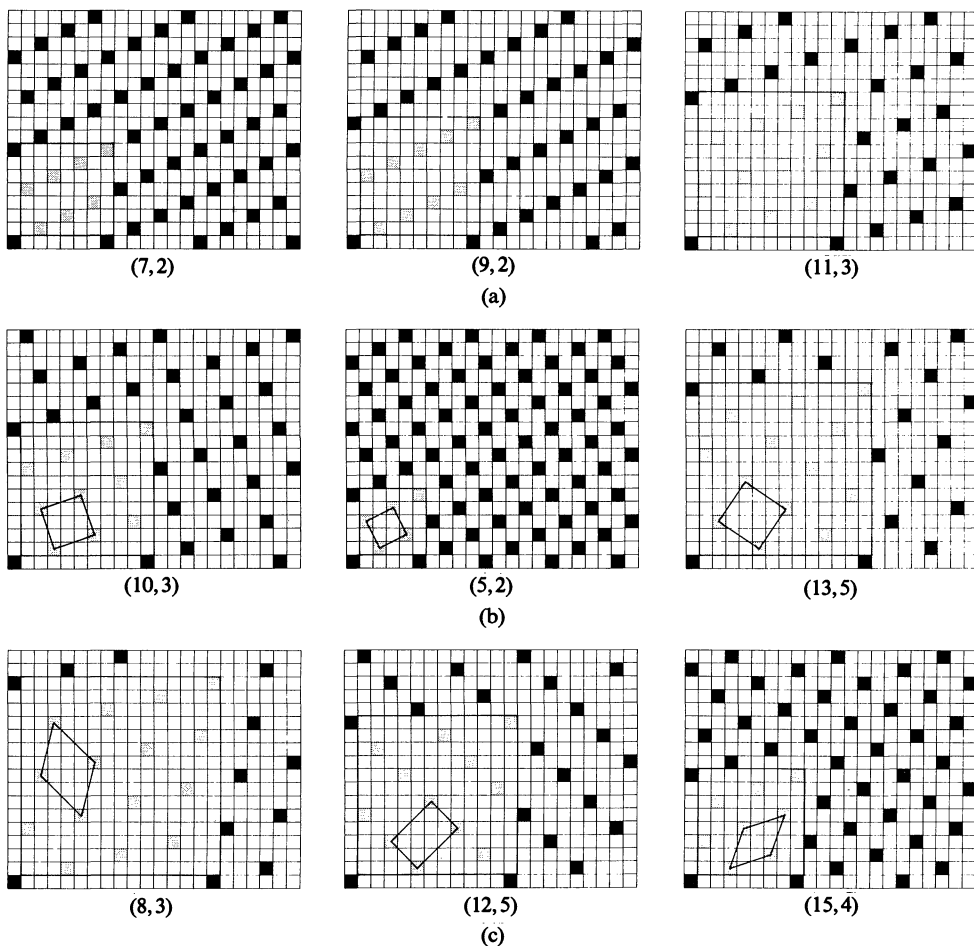 (7,2) (9,2) (11,3)
(a)
(10,3) (5,2) (13,5)
(b)
(8,3) (12,5) (15,4)
(c)